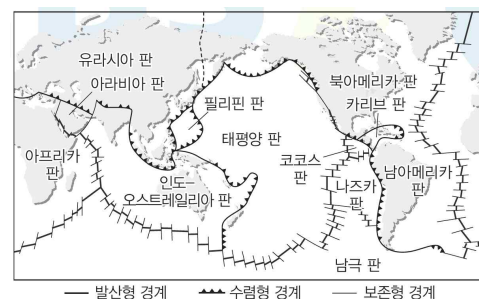 유라시아 판
아라비아 판
북아메리카 판
카리브 판
필리핀 판
태평양 판
아프리카
판
코코스
판
인도-
오스트레일리아 판
나즈카
판
남아메리카
판
남극 판
발산형 경계
수렴형 경계
보존형 경계